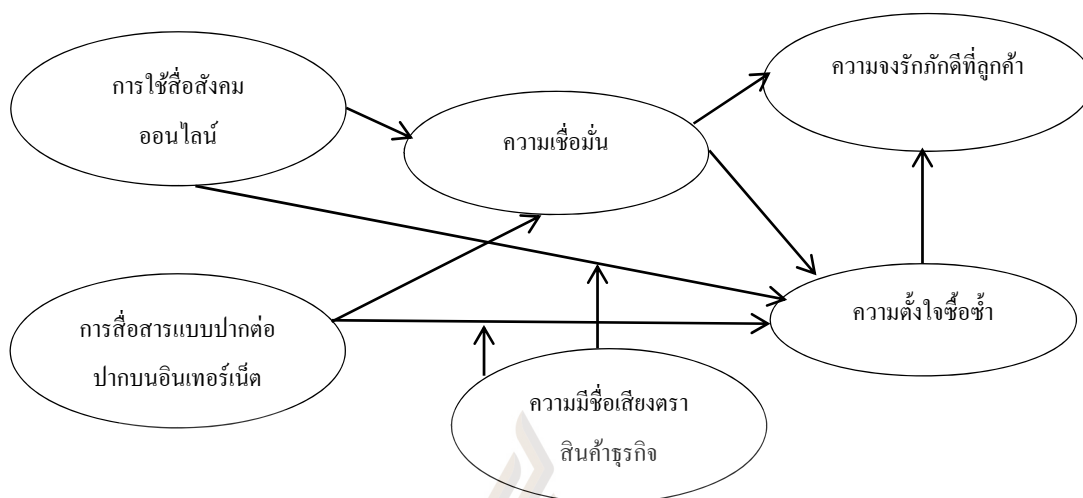 การใช้สื่อสังคม
ออนไลน์
ความเชื่อมั่น
ความจงรักภักดีที่ลูกค้า
การสื่อสารแบบปากต่อ
ปากบนอินเทอร์เน็ต
ความตั้งใจซื้อซ้ำ
ความมีชื่อเสียงตรา
สินค้าธุรกิจ